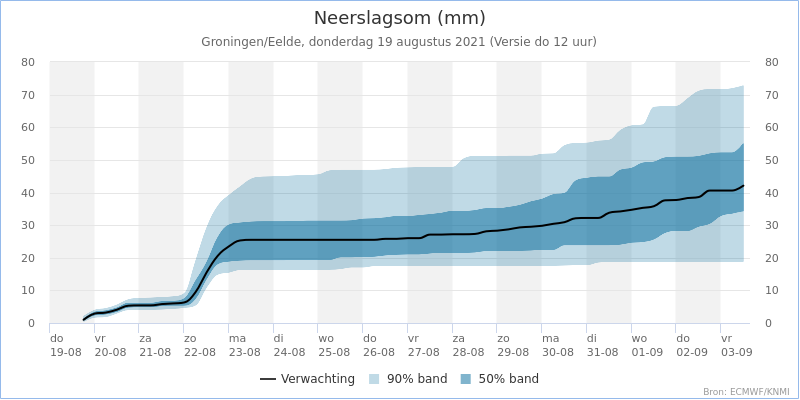 Neerslagsom (mm)
Groningen/Eelde, donderdag 19 augustus 2021 (Versie do 12 uur)
80 80
70 70
60 60
50 50
40 40
30 30
20 20
10 10
0 0
do vr za zo ma di wo do vr za zo ma di wo do vr
19-08 20-08 21-08 22-08 23-08 24-08 25-08 26-08 27-08 28-08 29-08 30-08 31-08 01-09 02-09 03-09
Verwachting 90% band 50% band
Bron: ECMWF/KNMI